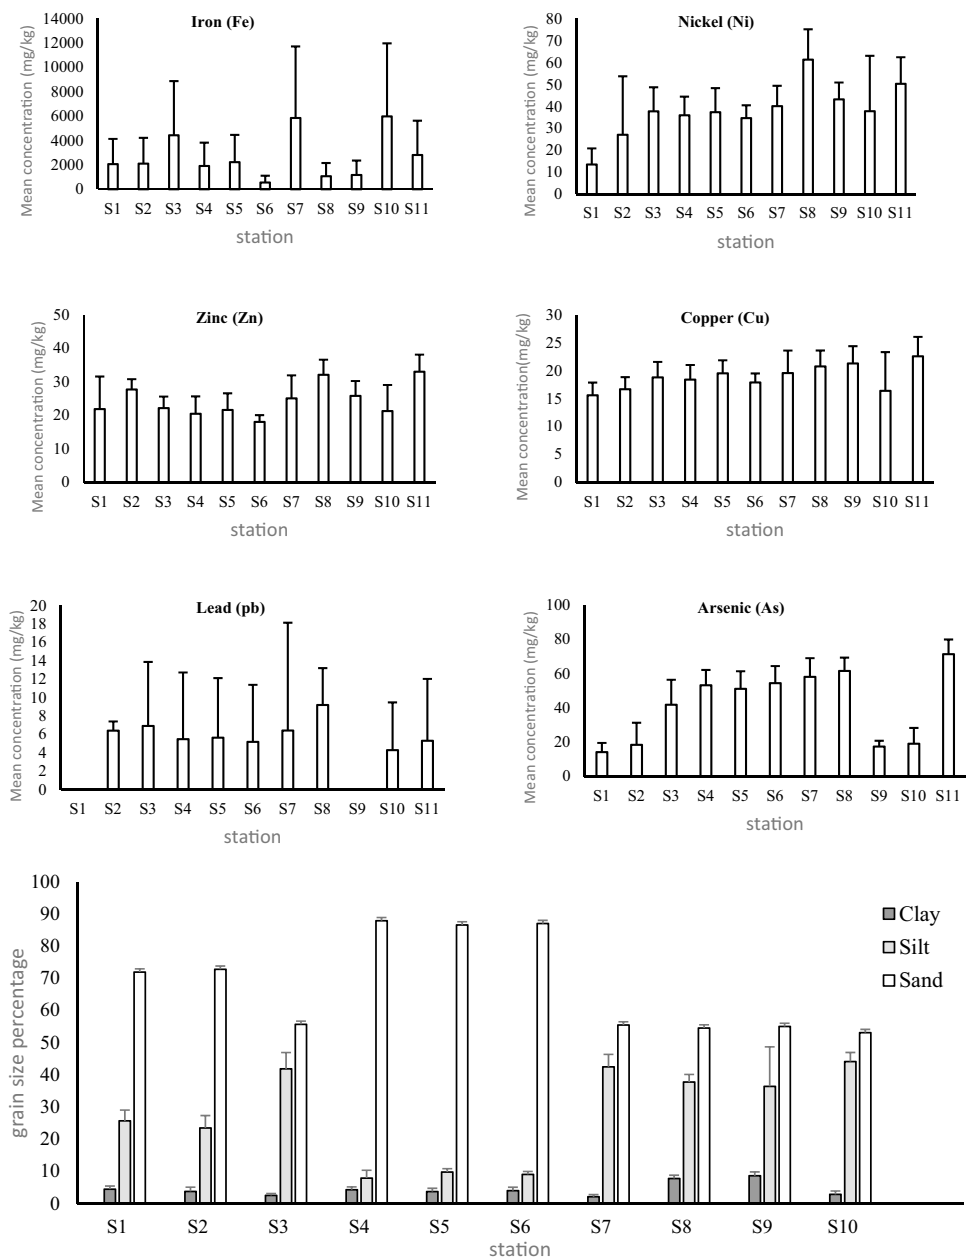 Iron (Fe)
Mean concentration (mg/kg)
14000
12000
10000
8000
6000
4000
2000
0
S1 S2 S3 S4 S5 S6 S7 S8 S9 S10 S11
station
Nickel (Ni)
Mean concentration (mg/kg)
80
70
60
50
40
30
20
10
0
S1 S2 S3 S4 S5 S6 S7 S8 S9 S10 S11
station
Zinc (Zn)
Mean concentration (mg/kg)
50
40
30
20
10
0
S1 S2 S3 S4 S5 S6 S7 S8 S9 S10 S11
station
Copper (Cu)
Mean concentration(mg/kg)
30
25
20
15
10
5
0
S1 S2 S3 S4 S5 S6 S7 S8 S9 S10 S11
station
Lead (pb)
Mean concentration (mg/kg)
20
18
16
14
12
10
8
6
4
2
0
S1 S2 S3 S4 S5 S6 S7 S8 S9 S10 S11
station
Arsenic (As)
Mean concentration (mg/kg)
100
80
60
40
20
0
S1 S2 S3 S4 S5 S6 S7 S8 S9 S10 S11
station
grain size percentage
100
90
80
70
60
50
40
30
20
10
0
S1 S2 S3 S4 S5 S6 S7 S8 S9 S10
station
Clay
Silt
Sand